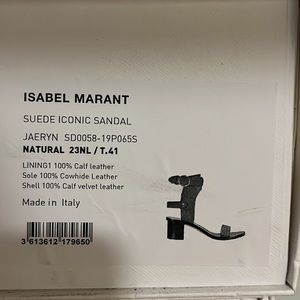 ISABEL MARANT
SUEDE ICONIC SANDAL
JAERYN SD0058-19P065S
NATURAL 23NL / T.41
LINING1 100% Calf leather
Sole 100% Cowhide Leather
Shell 100% Calf velvet leather
Made in Italy
3 613612 179650